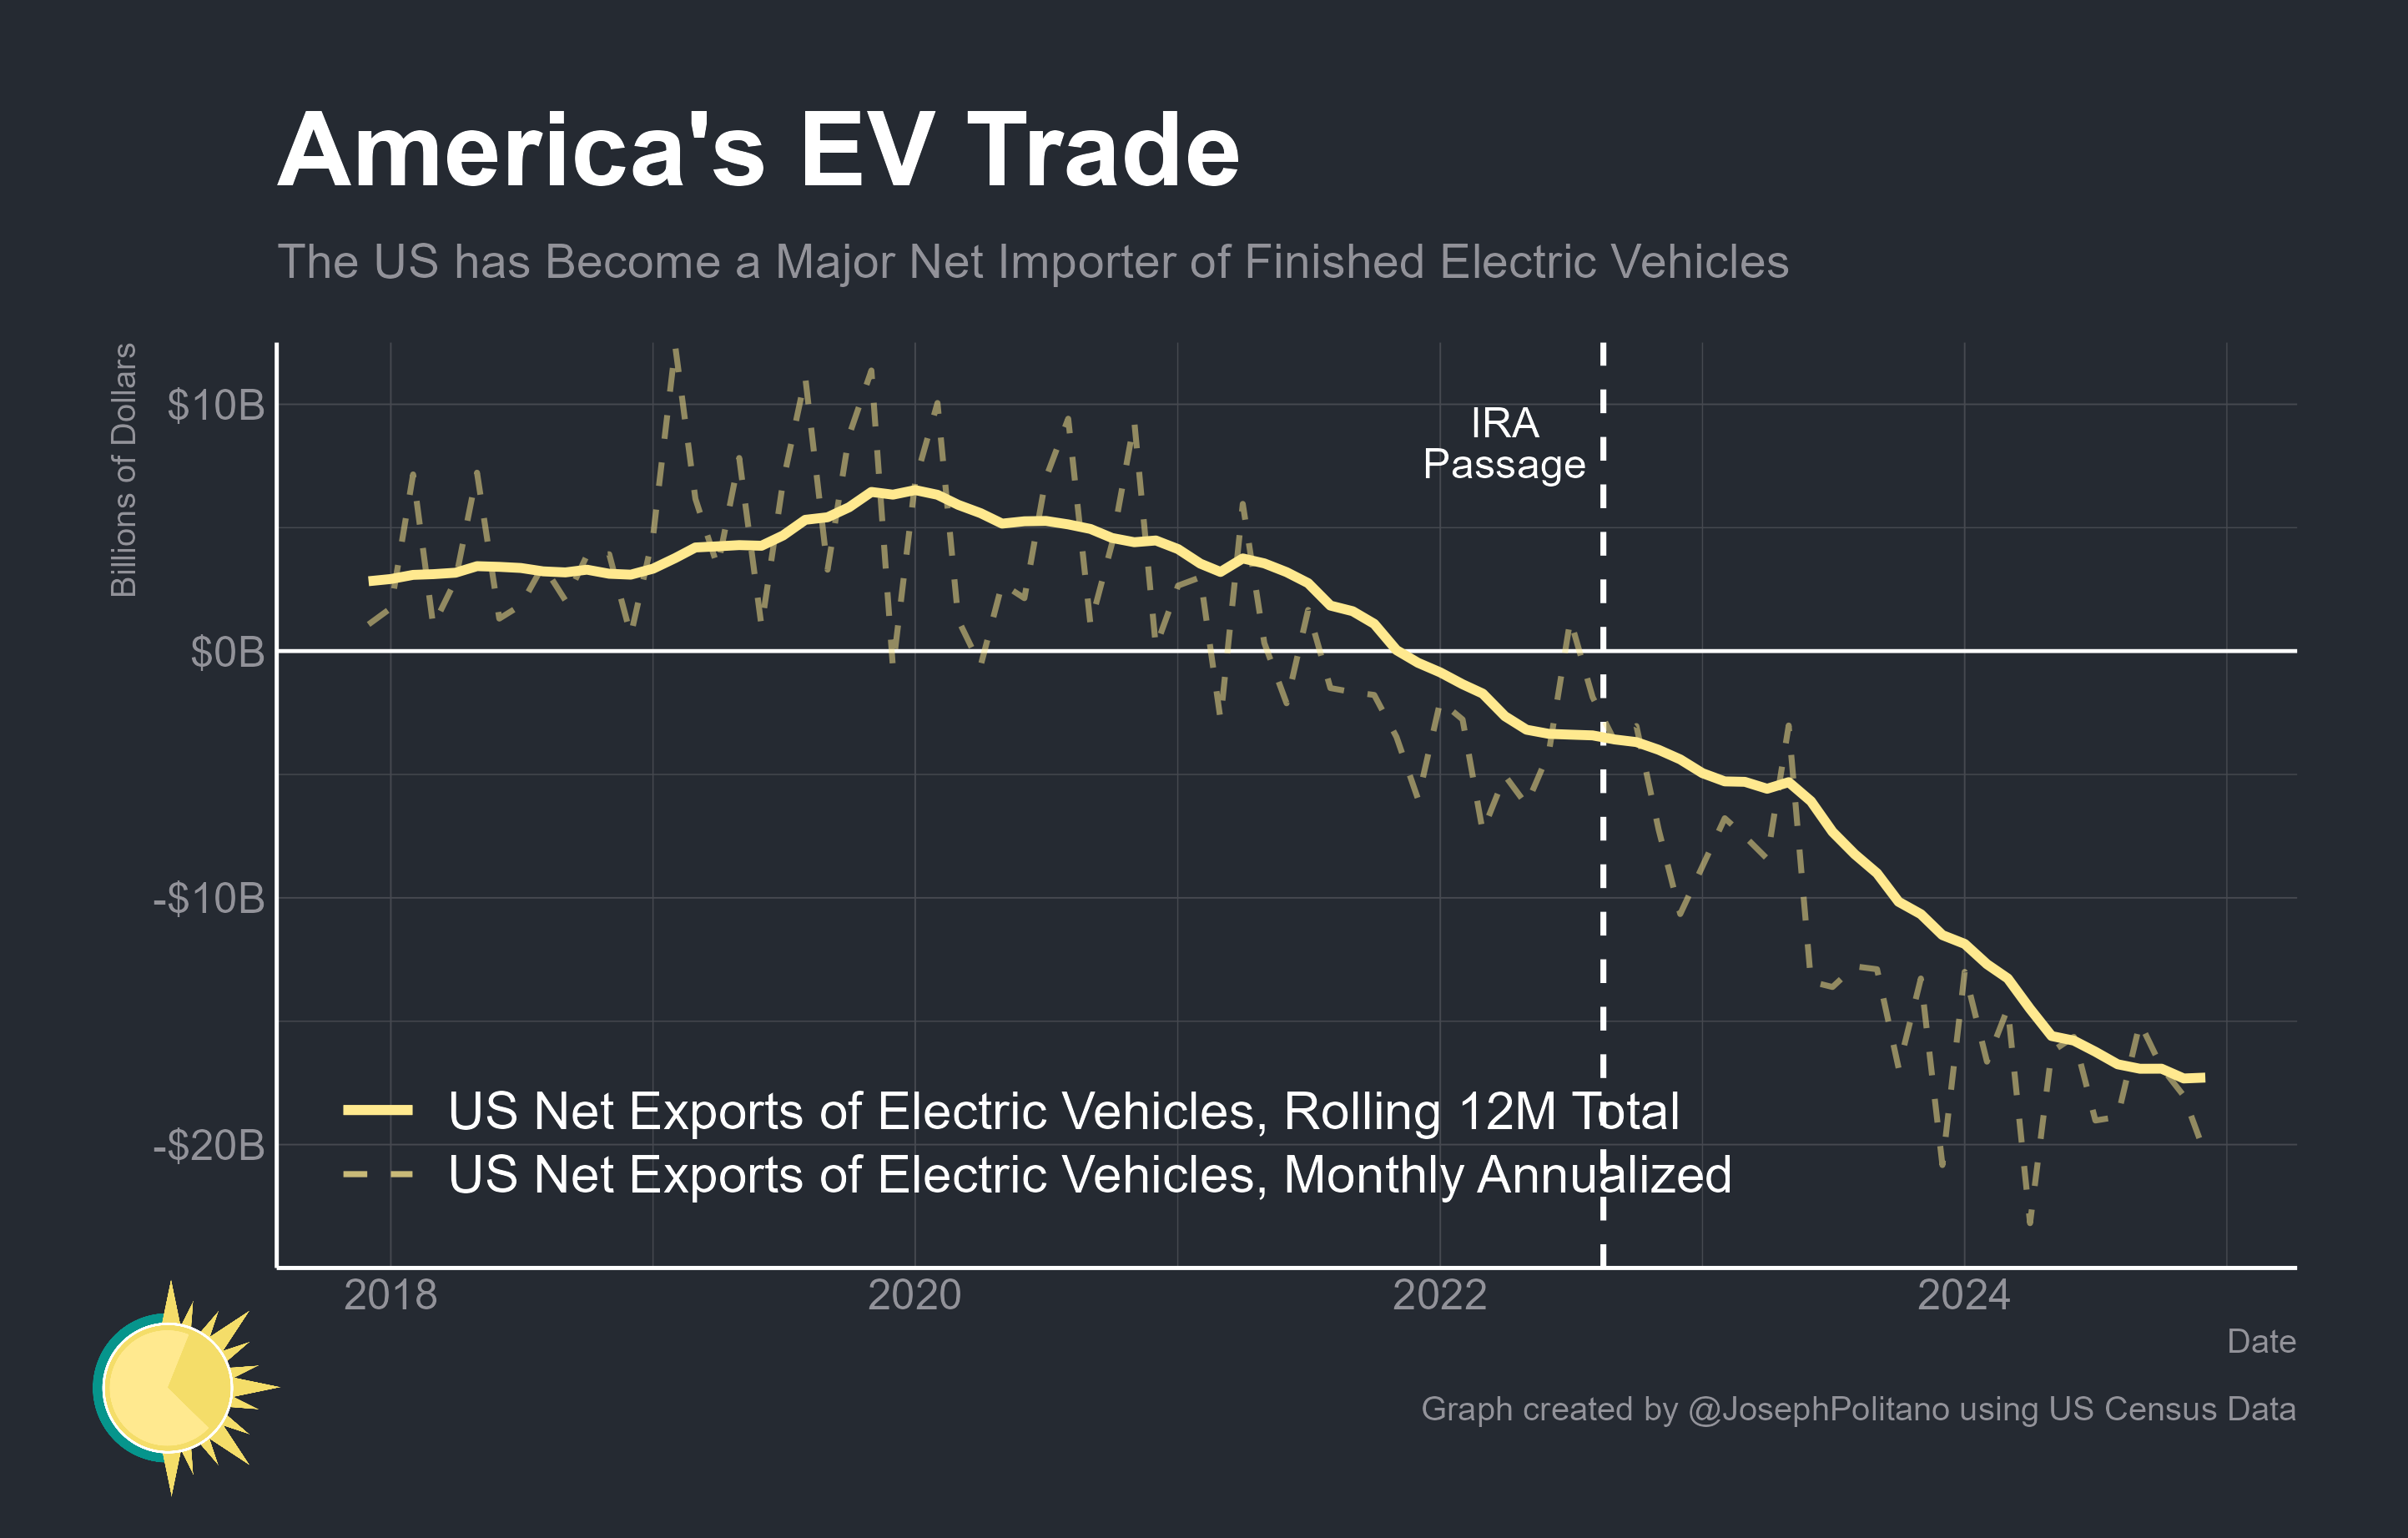 America's EV Trade
The US has Become a Major Net Importer of Finished Electric Vehicles
Billions of Dollars
$10B
$0B
-$10B
-$20B
IRA
Passage
US Net Exports of Electric Vehicles, Rolling 12M Total
US Net Exports of Electric Vehicles, Monthly Annualized
2018
2020
2022
2024
Date
Graph created by @JosephPolitano using US Census Data